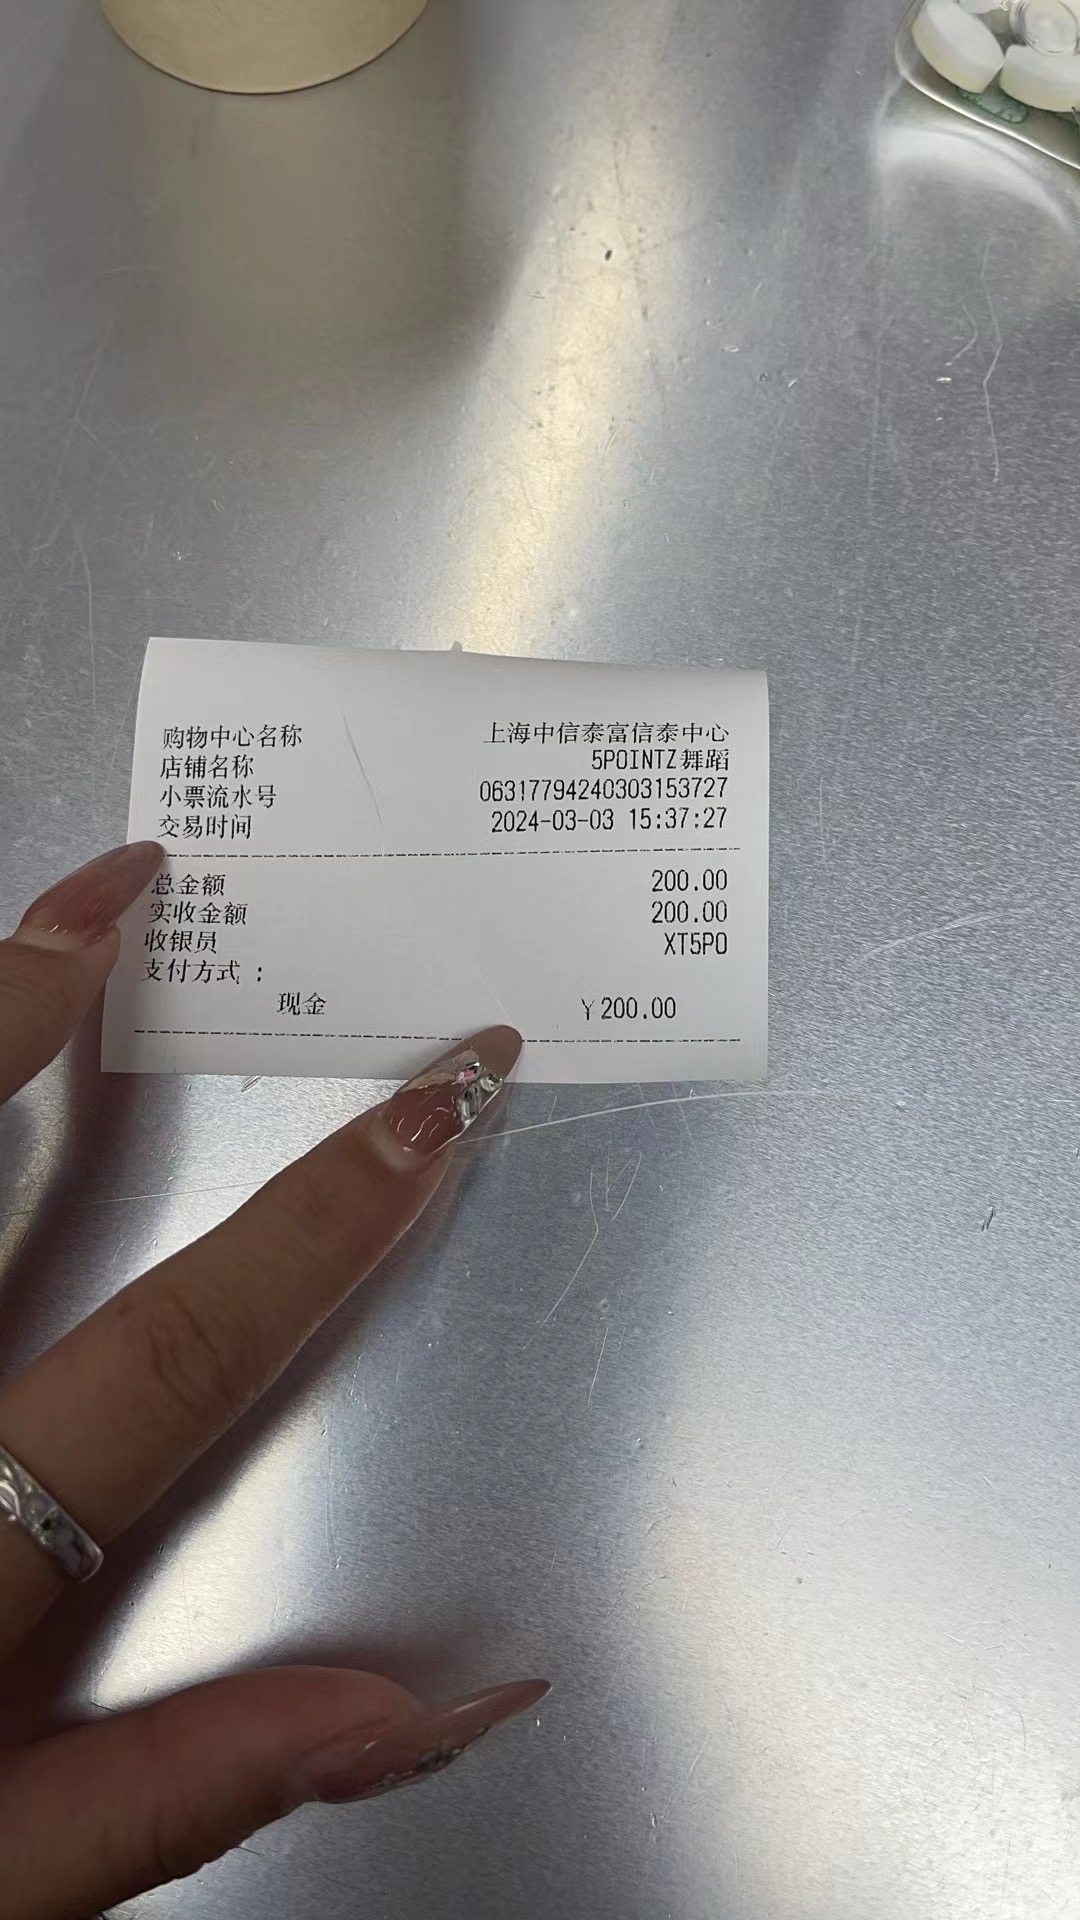 购物中心名称 上海中信泰富信泰中心
店铺名称 5POINTZ舞蹈
小票流水号 06317794240303153727
交易时间 2024-03-03 15:37:27
总金额 200.00
实收金额 200.00
收银员 XT5PO
支付方式 :
现金 ¥200.00